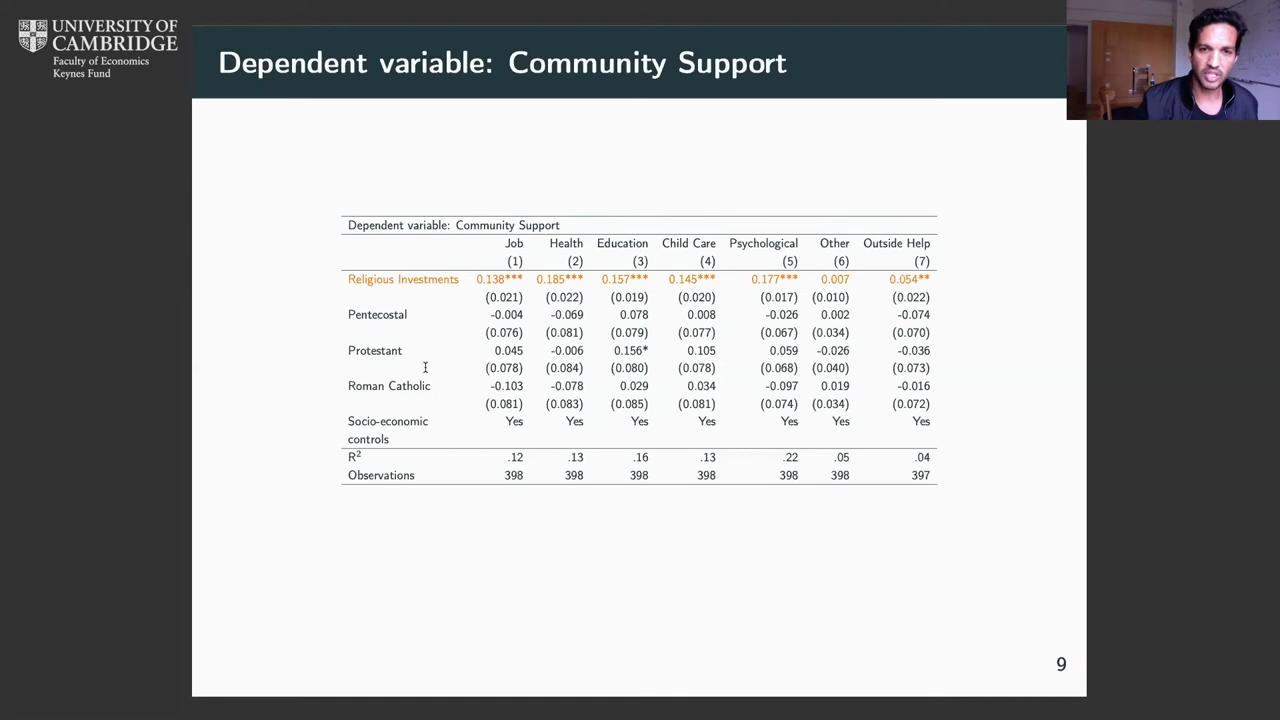 UNIVERSITY OF
CAMBRIDGE
Faculty of Economics
Keynes Fund
Dependent variable: Community Support
Dependent variable: Community Support
Job Health Education Child Care Psychological Other Outside Help
(1) (2) (3) (4) (5) (6) (7)
Religious Investments 0.138*** 0.185*** 0.157*** 0.145*** 0.177*** 0.007 0.054**
(0.021) (0.022) (0.019) (0.020) (0.017) (0.010) (0.022)
Pentecostal -0.004 -0.069 0.078 0.008 -0.026 0.002 -0.074
(0.076) (0.081) (0.079) (0.077) (0.067) (0.034) (0.070)
Protestant 0.045 -0.006 0.156* 0.105 0.059 -0.026 -0.036
(0.078) (0.084) (0.080) (0.078) (0.068) (0.040) (0.073)
Roman Catholic -0.103 -0.078 0.029 0.034 -0.097 0.019 -0.016
(0.081) (0.083) (0.085) (0.081) (0.074) (0.034) (0.072)
Socio-economic Yes Yes Yes Yes Yes Yes Yes
controls
R² .12 .13 .16 .13 .22 .05 .04
Observations 398 398 398 398 398 398 397
9